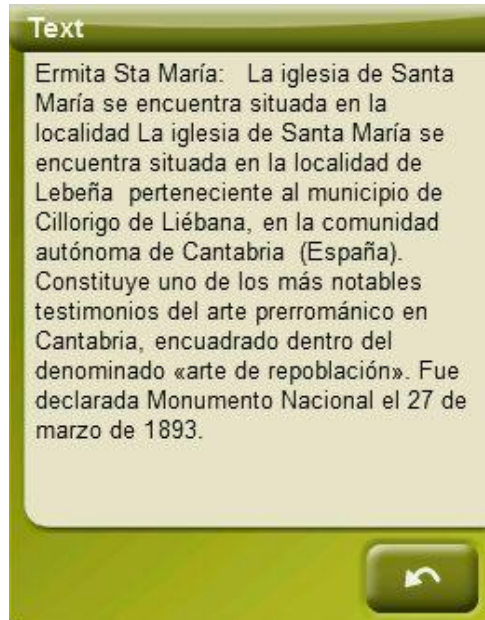 Text
Ermita Sta María:   La iglesia de Santa
María se encuentra situada en la
localidad La iglesia de Santa María se
encuentra situada en la localidad de
Lebeña  perteneciente al municipio de
Cillorigo de Liébana, en la comunidad
autónoma de Cantabria  (España).
Constituye uno de los más notables
testimonios del arte prerrománico en
Cantabria, encuadrado dentro del
denominado «arte de repoblación». Fue
declarada Monumento Nacional el 27 de
marzo de 1893.